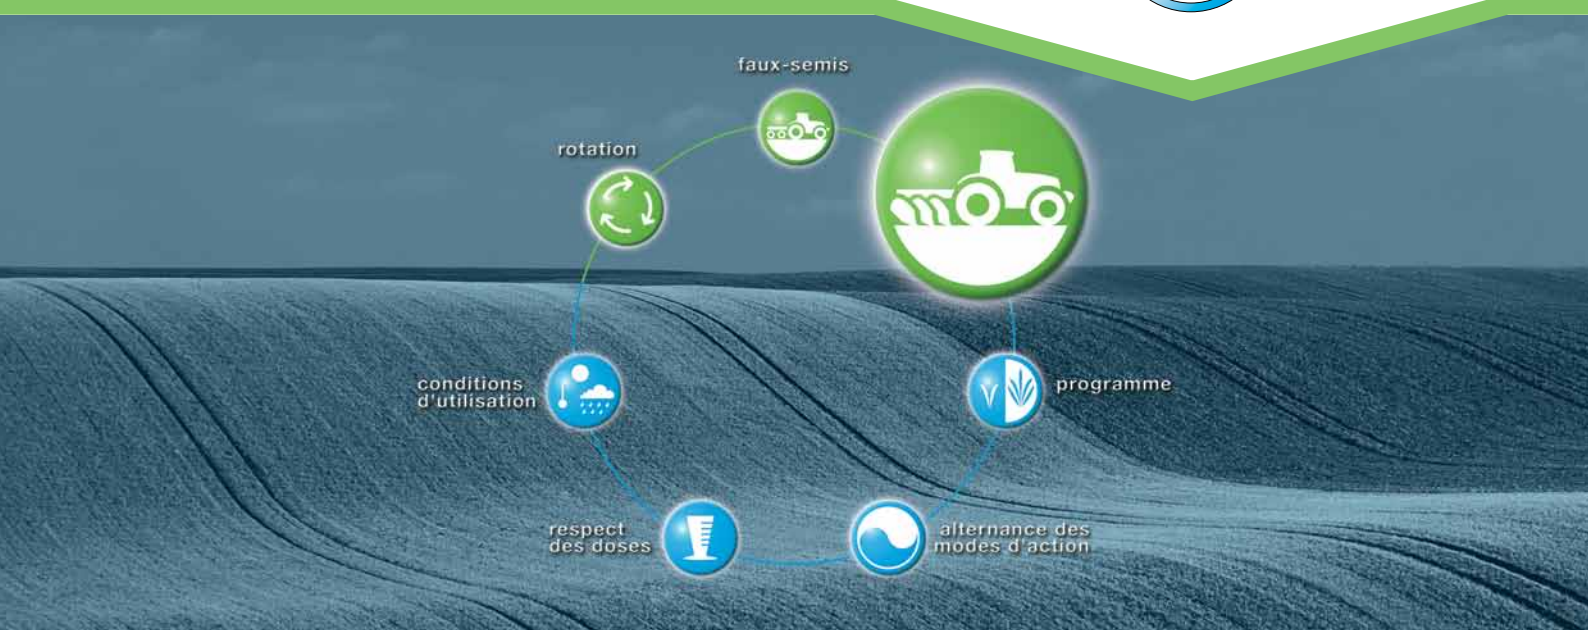 faux-semis
rotation
conditions
d'utilisation
programme
respect
des doses
alternance des
modes d'action